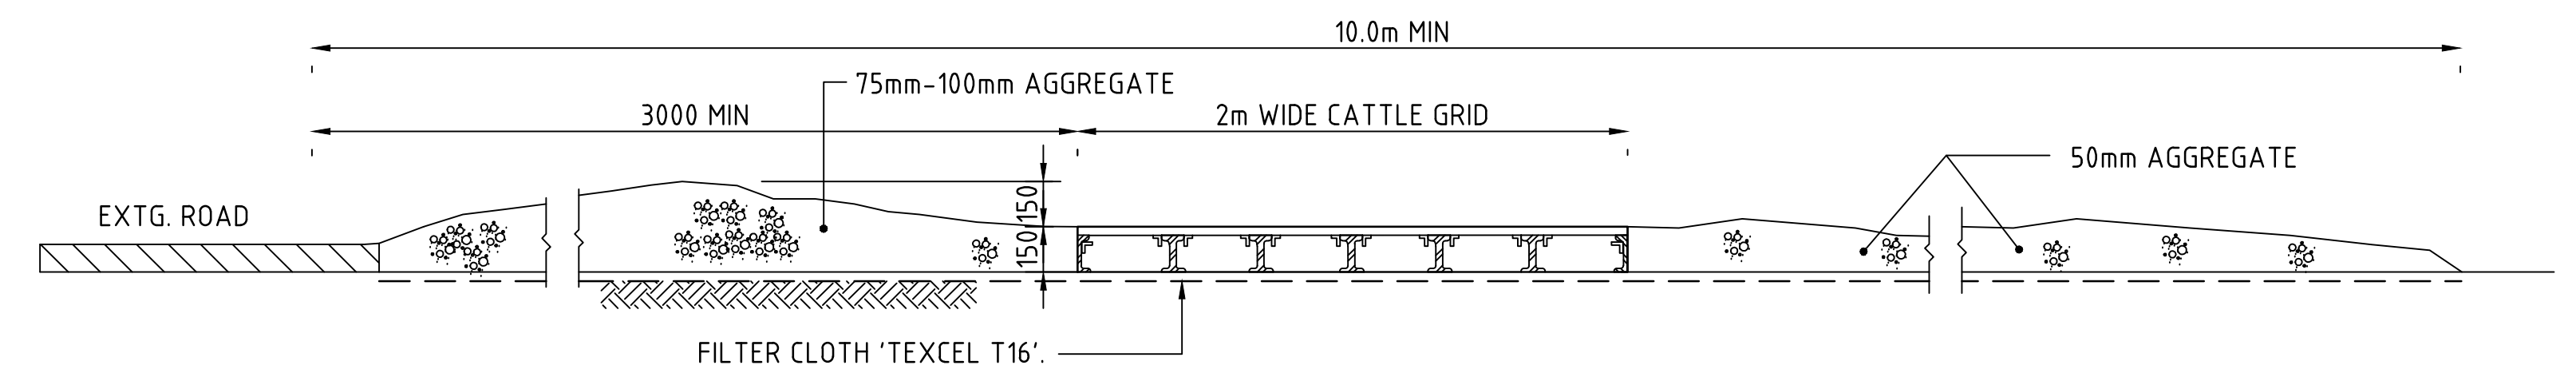 10.0m MIN
75mm-100mm AGGREGATE
3000 MIN
2m WIDE CATTLE GRID
50mm AGGREGATE
150
EXTG. ROAD
150
FILTER CLOTH 'TEXCEL T16'.